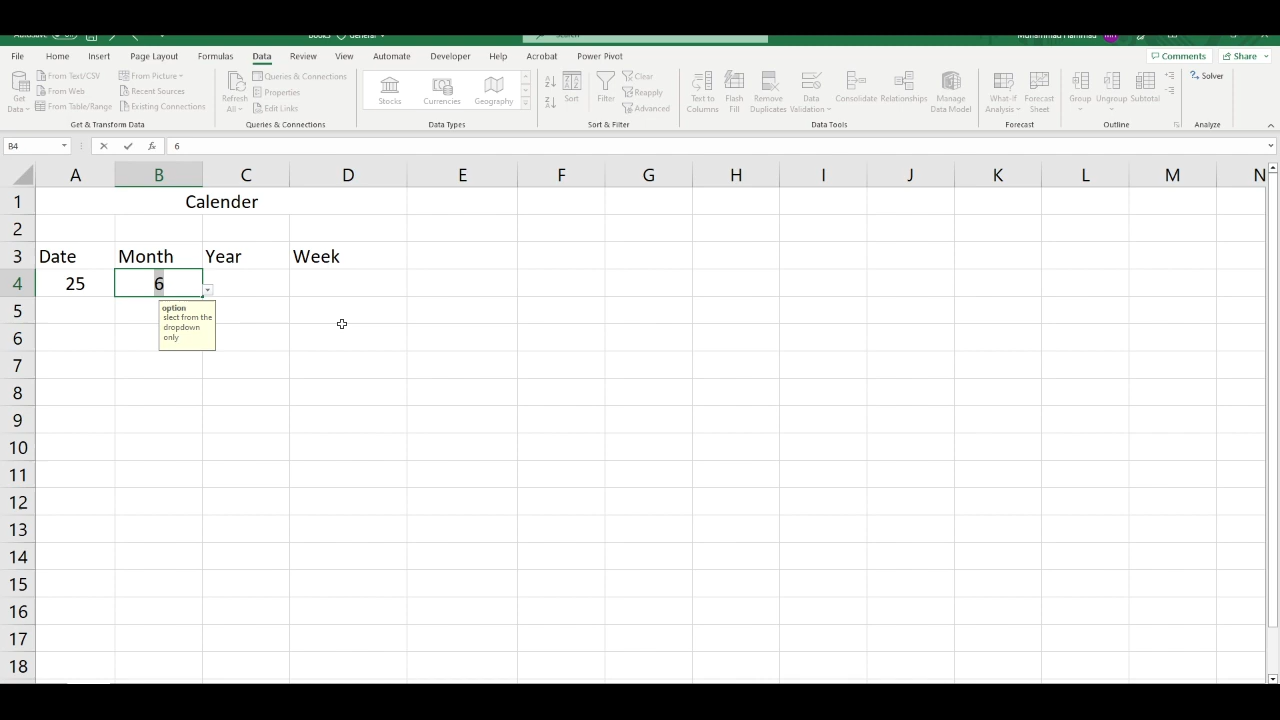 File Home Insert Page Layout Formulas Data Review View Automate Developer Help Acrobat Power Pivot Comments Share
From Text/CSV From Picture Queries & Connections Clear Solver
From Web Recent Sources Properties Reapply
From Table/Range Existing Connections Edit Links Advanced
Get Data
Refresh All
Stocks Currencies Geography
Sort Filter
Text to Columns Flash Fill Remove Duplicates Data Validation Consolidate Relationships Manage Data Model
What-If Analysis Forecast Sheet
Group Ungroup Subtotal
Get & Transform Data Queries & Connections Data Types Sort & Filter Data Tools Forecast Outline Analyze
B4 fx 6
A B C D E F G H I J K L M N
1 Calender
2
3 Date Month Year Week
4 25 6
option
slect from the
dropdown
only
5
6
7
8
9
10
11
12
13
14
15
16
17
18